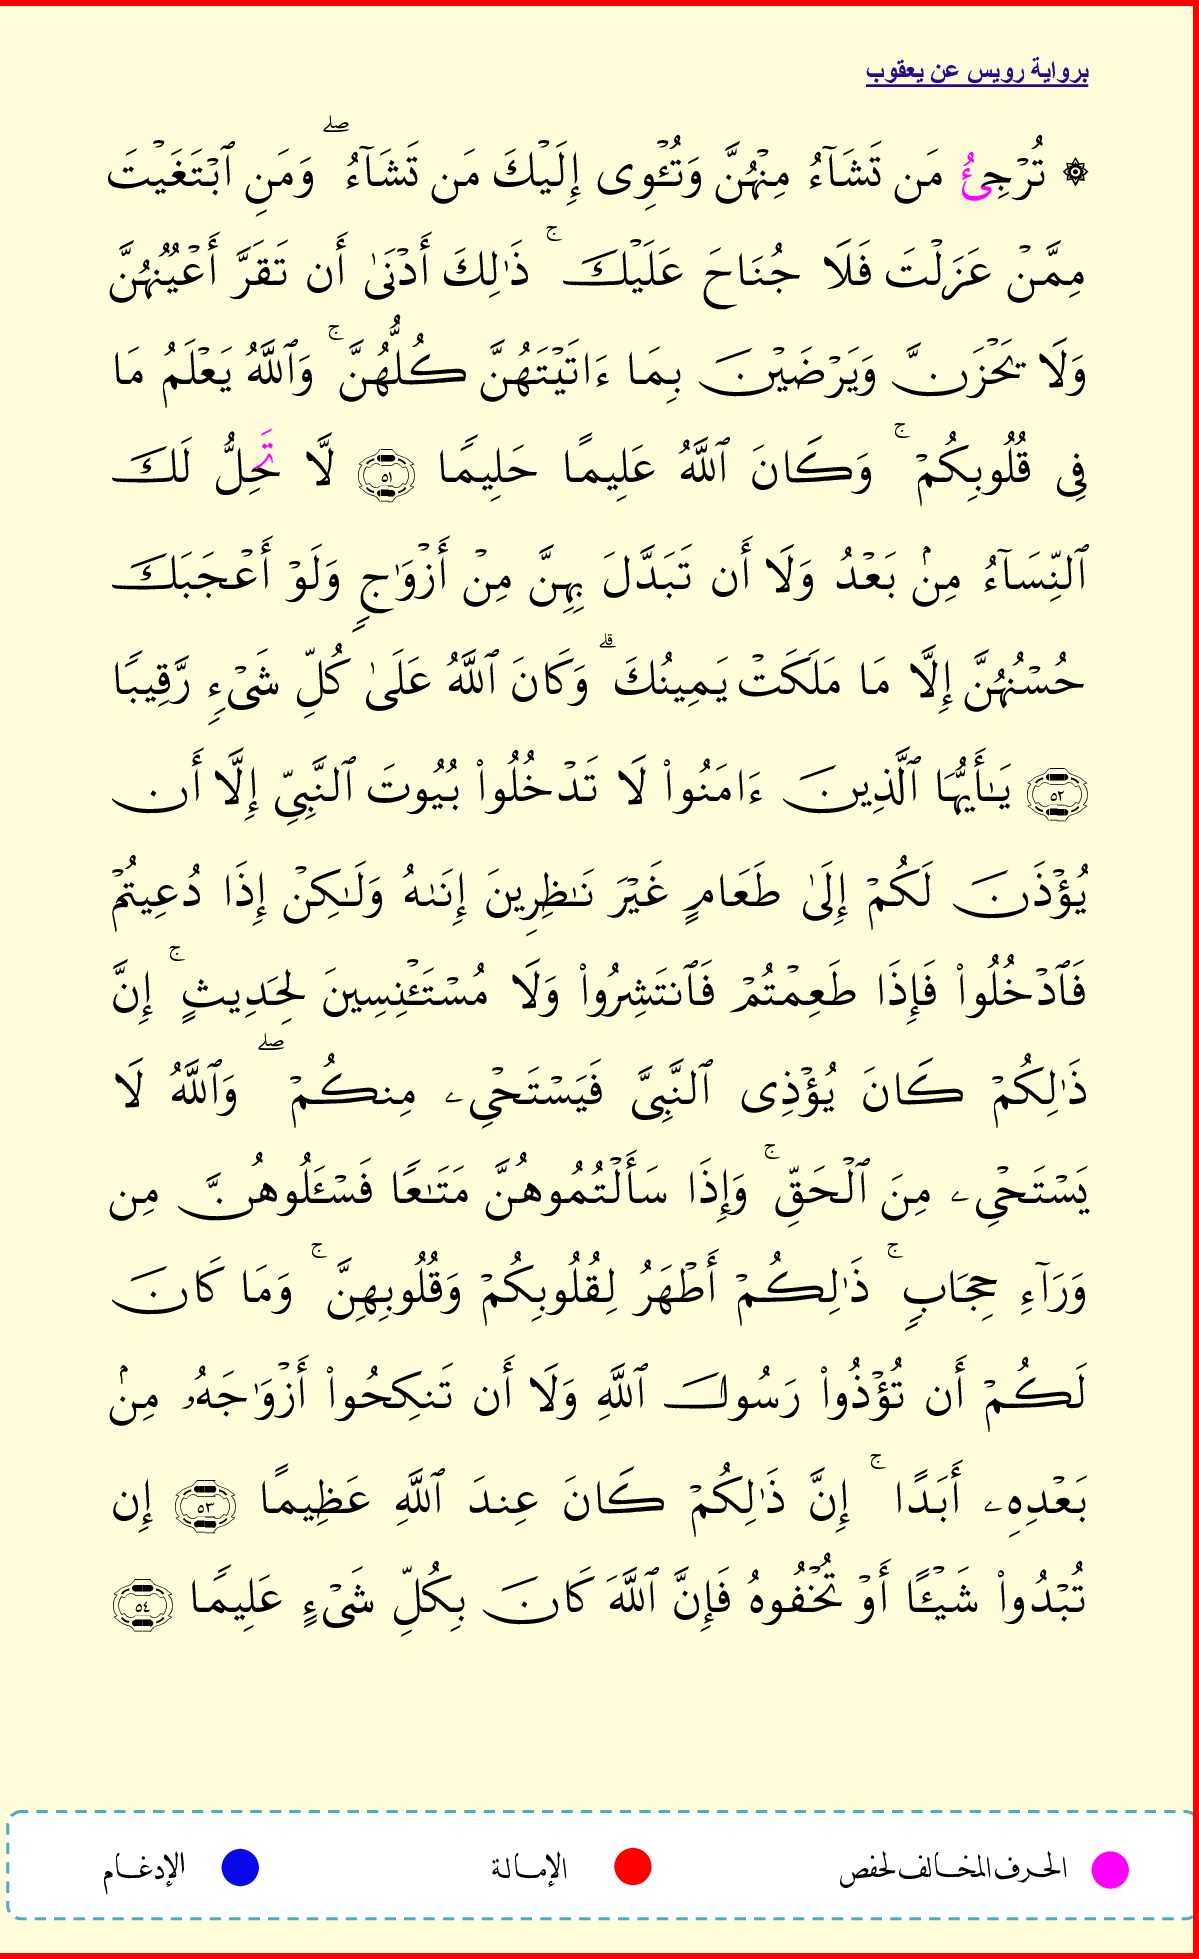 برواية رويس عن يعقوب
۞ تُرْجِئُ مَن تَشَآءُ مِنْهُنَّ وَتُـْٔوِى إِلَيْكَ مَن تَشَآءُ ۖ وَمَنِ ٱبْتَغَيْتَ
مِمَّنْ عَزَلْتَ فَلَا جُنَاحَ عَلَيْكَ ۚ ذَٰلِكَ أَدْنَىٰ أَن تَقَرَّ أَعْيُنُهُنَّ
وَلَا يَحْزَنَّ وَيَرْضَيْنَ بِمَا ءَاتَيْتَهُنَّ كُلُّهُنَّ ۚ وَٱللَّهُ يَعْلَمُ مَا
فِى قُلُوبِكُمْ ۚ وَكَانَ ٱللَّهُ عَلِيمًا حَلِيمًا ٥١ لَّا تَحِلُّ لَكَ
ٱلنِّسَآءُ مِنۢ بَعْدُ وَلَآ أَن تَبَدَّلَ بِهِنَّ مِنْ أَزْوَٰجٍ وَلَوْ أَعْجَبَكَ
حُسْنُهُنَّ إِلَّا مَا مَلَكَتْ يَمِينُكَ ۗ وَكَانَ ٱللَّهُ عَلَىٰ كُلِّ شَىْءٍ رَّقِيبًا
٥٢ يَـٰٓأَيُّهَا ٱلَّذِينَ ءَامَنُوا۟ لَا تَدْخُلُوا۟ بُيُوتَ ٱلنَّبِىِّ إِلَّا أَن
يُؤْذَنَ لَكُمْ إِلَىٰ طَعَامٍ غَيْرَ نَـٰظِرِينَ إِنَىٰهُ وَلَـٰكِنْ إِذَا دُعِيتُمْ
فَٱدْخُلُوا۟ فَإِذَا طَعِمْتُمْ فَٱنتَشِرُوا۟ وَلَا مُسْتَـْٔنِسِينَ لِحَدِيثٍ ۚ إِنَّ
ذَٰلِكُمْ كَانَ يُؤْذِى ٱلنَّبِىَّ فَيَسْتَحْىِۦ مِنكُمْ ۖ وَٱللَّهُ لَا
يَسْتَحْىِۦ مِنَ ٱلْحَقِّ ۚ وَإِذَا سَأَلْتُمُوهُنَّ مَتَـٰعًا فَسْـَٔلُوهُنَّ مِن
وَرَآءِ حِجَابٍ ۚ ذَٰلِكُمْ أَطْهَرُ لِقُلُوبِكُمْ وَقُلُوبِهِنَّ ۚ وَمَا كَانَ
لَكُمْ أَن تُؤْذُوا۟ رَسُولَ ٱللَّهِ وَلَا أَن تَنكِحُوا۟ أَزْوَٰجَهُۥ مِنۢ
بَعْدِهِۦ أَبَدًا ۚ إِنَّ ذَٰلِكُمْ كَانَ عِندَ ٱللَّهِ عَظِيمًا ٥٣ إِن
تُبْدُوا۟ شَيْـًٔا أَوْ تُخْفُوهُ فَإِنَّ ٱللَّهَ كَانَ بِكُلِّ شَىْءٍ عَلِيمًا ٥٤
الحرف المخالف لحفص الإمالة الإدغام